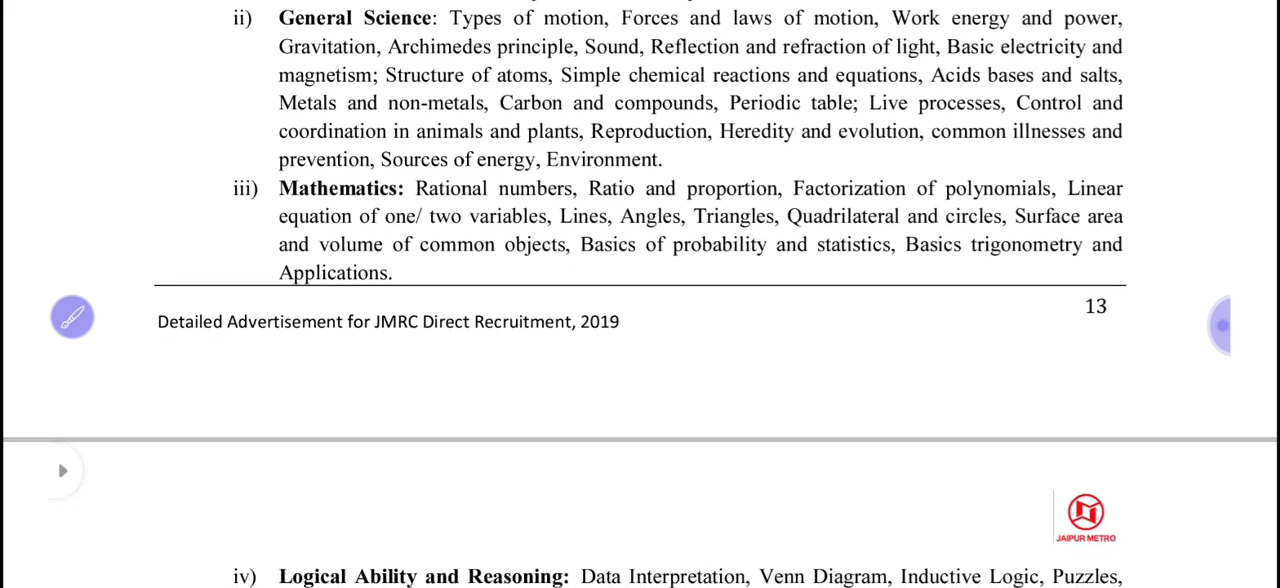 ii) General Science: Types of motion, Forces and laws of motion, Work energy and power,
Gravitation, Archimedes principle, Sound, Reflection and refraction of light, Basic electricity and
magnetism; Structure of atoms, Simple chemical reactions and equations, Acids bases and salts,
Metals and non-metals, Carbon and compounds, Periodic table; Live processes, Control and
coordination in animals and plants, Reproduction, Heredity and evolution, common illnesses and
prevention, Sources of energy, Environment.
iii) Mathematics: Rational numbers, Ratio and proportion, Factorization of polynomials, Linear
equation of one/ two variables, Lines, Angles, Triangles, Quadrilateral and circles, Surface area
and volume of common objects, Basics of probability and statistics, Basics trigonometry and
Applications.
13
Detailed Advertisement for JMRC Direct Recruitment, 2019
JAIPUR METRO
iv) Logical Ability and Reasoning: Data Interpretation, Venn Diagram, Inductive Logic, Puzzles,